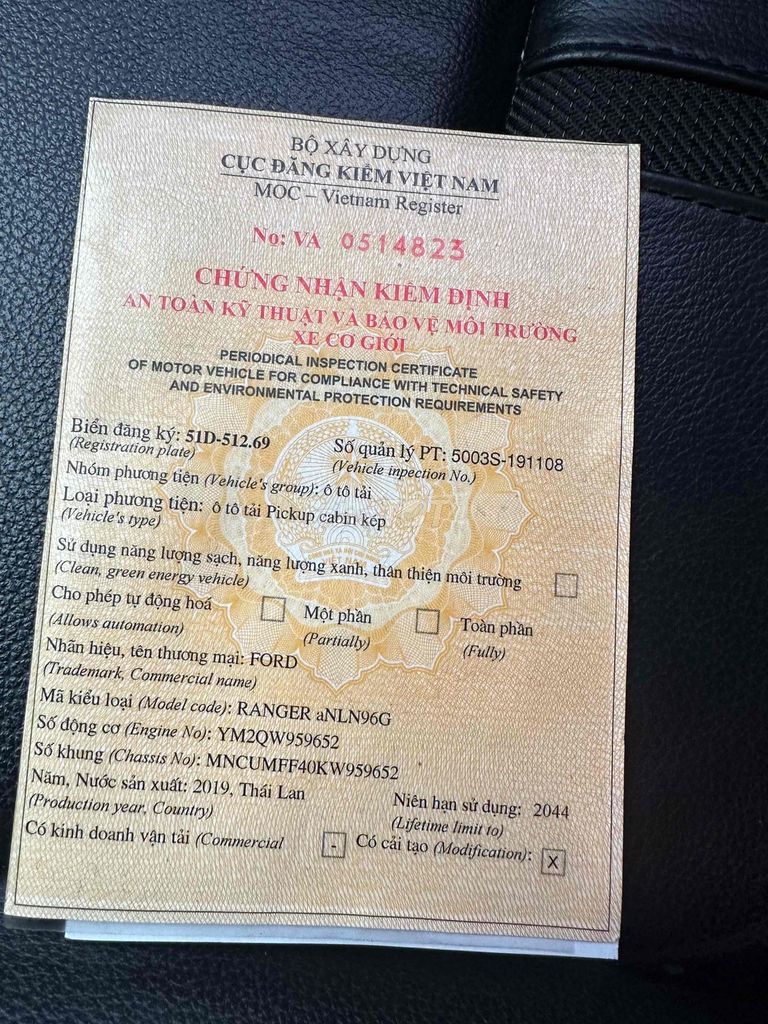 BỘ XÂY DỰNG
CỤC ĐĂNG KIỂM VIỆT NAM
MOC – Vietnam Register
No: VA 0514823
CHỨNG NHẬN KIỂM ĐỊNH
AN TOÀN KỸ THUẬT VÀ BẢO VỆ MÔI TRƯỜNG
XE CƠ GIỚI
PERIODICAL INSPECTION CERTIFICATE
OF MOTOR VEHICLE FOR COMPLIANCE WITH TECHNICAL SAFETY
AND ENVIRONMENTAL PROTECTION REQUIREMENTS
Biển đăng ký: 51D-512.69 Số quản lý PT: 5003S-191108
(Registration plate) (Vehicle inpection No.)
Nhóm phương tiện (Vehicle's group): ô tô tải
Loại phương tiện: ô tô tải Pickup cabin kép
(Vehicle's type)
Sử dụng năng lượng sạch, năng lượng xanh, thân thiện môi trường
(Clean, green energy vehicle)
Cho phép tự động hoá Một phần Toàn phần
(Allows automation) (Partially) (Fully)
Nhãn hiệu, tên thương mại: FORD
(Trademark, Commercial name)
Mã kiểu loại (Model code): RANGER aNLN96G
Số động cơ (Engine No): YM2QW959652
Số khung (Chassis No): MNCUMFF40KW959652
Năm, Nước sản xuất: 2019, Thái Lan Niên hạn sử dụng: 2044
(Production year, Country) (Lifetime limit to)
Có kinh doanh vận tải (Commercial - Có cải tạo (Modification): X